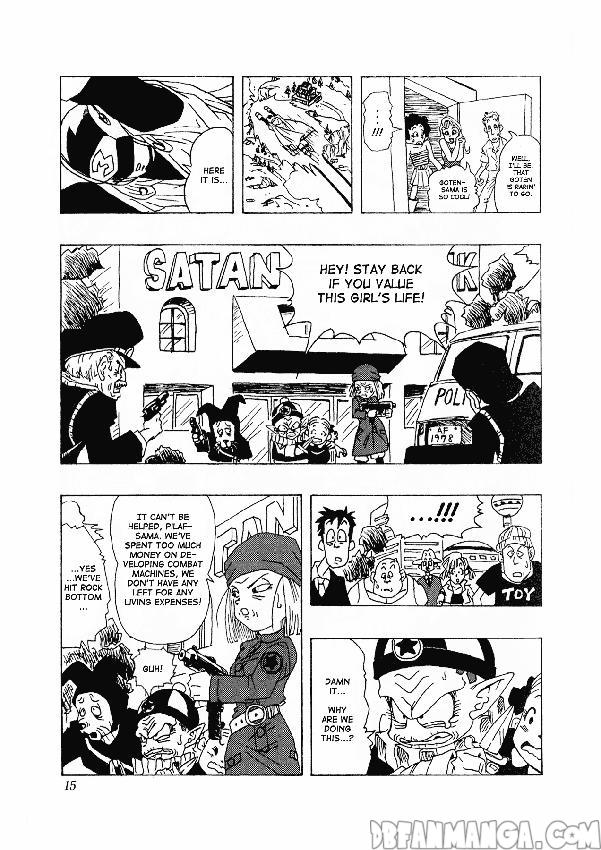 WELL,
I'LL BE
THAT
GOTEN
IS RARIN'
TO GO.
GOTEN-
SAMA IS
SO COOL!
...
!!!
HERE
IT IS...
SATAN
HEY! STAY BACK
IF YOU VALUE
THIS GIRL'S LIFE!
POLI
AF
1978
...!!!
TOY
DAMN
IT...
WHY
ARE WE
DOING
THIS...?
IT CAN'T BE
HELPED, PILAF-
SAMA. WE'VE
SPENT TOO MUCH
MONEY ON DE-
VELOPING COMBAT
MACHINES, WE
DON'T HAVE ANY
LEFT FOR ANY
LIVING EXPENSES!
GUH!
...YES
...WE'VE
HIT ROCK
BOTTOM
...
15
DBFANMANGA.COM